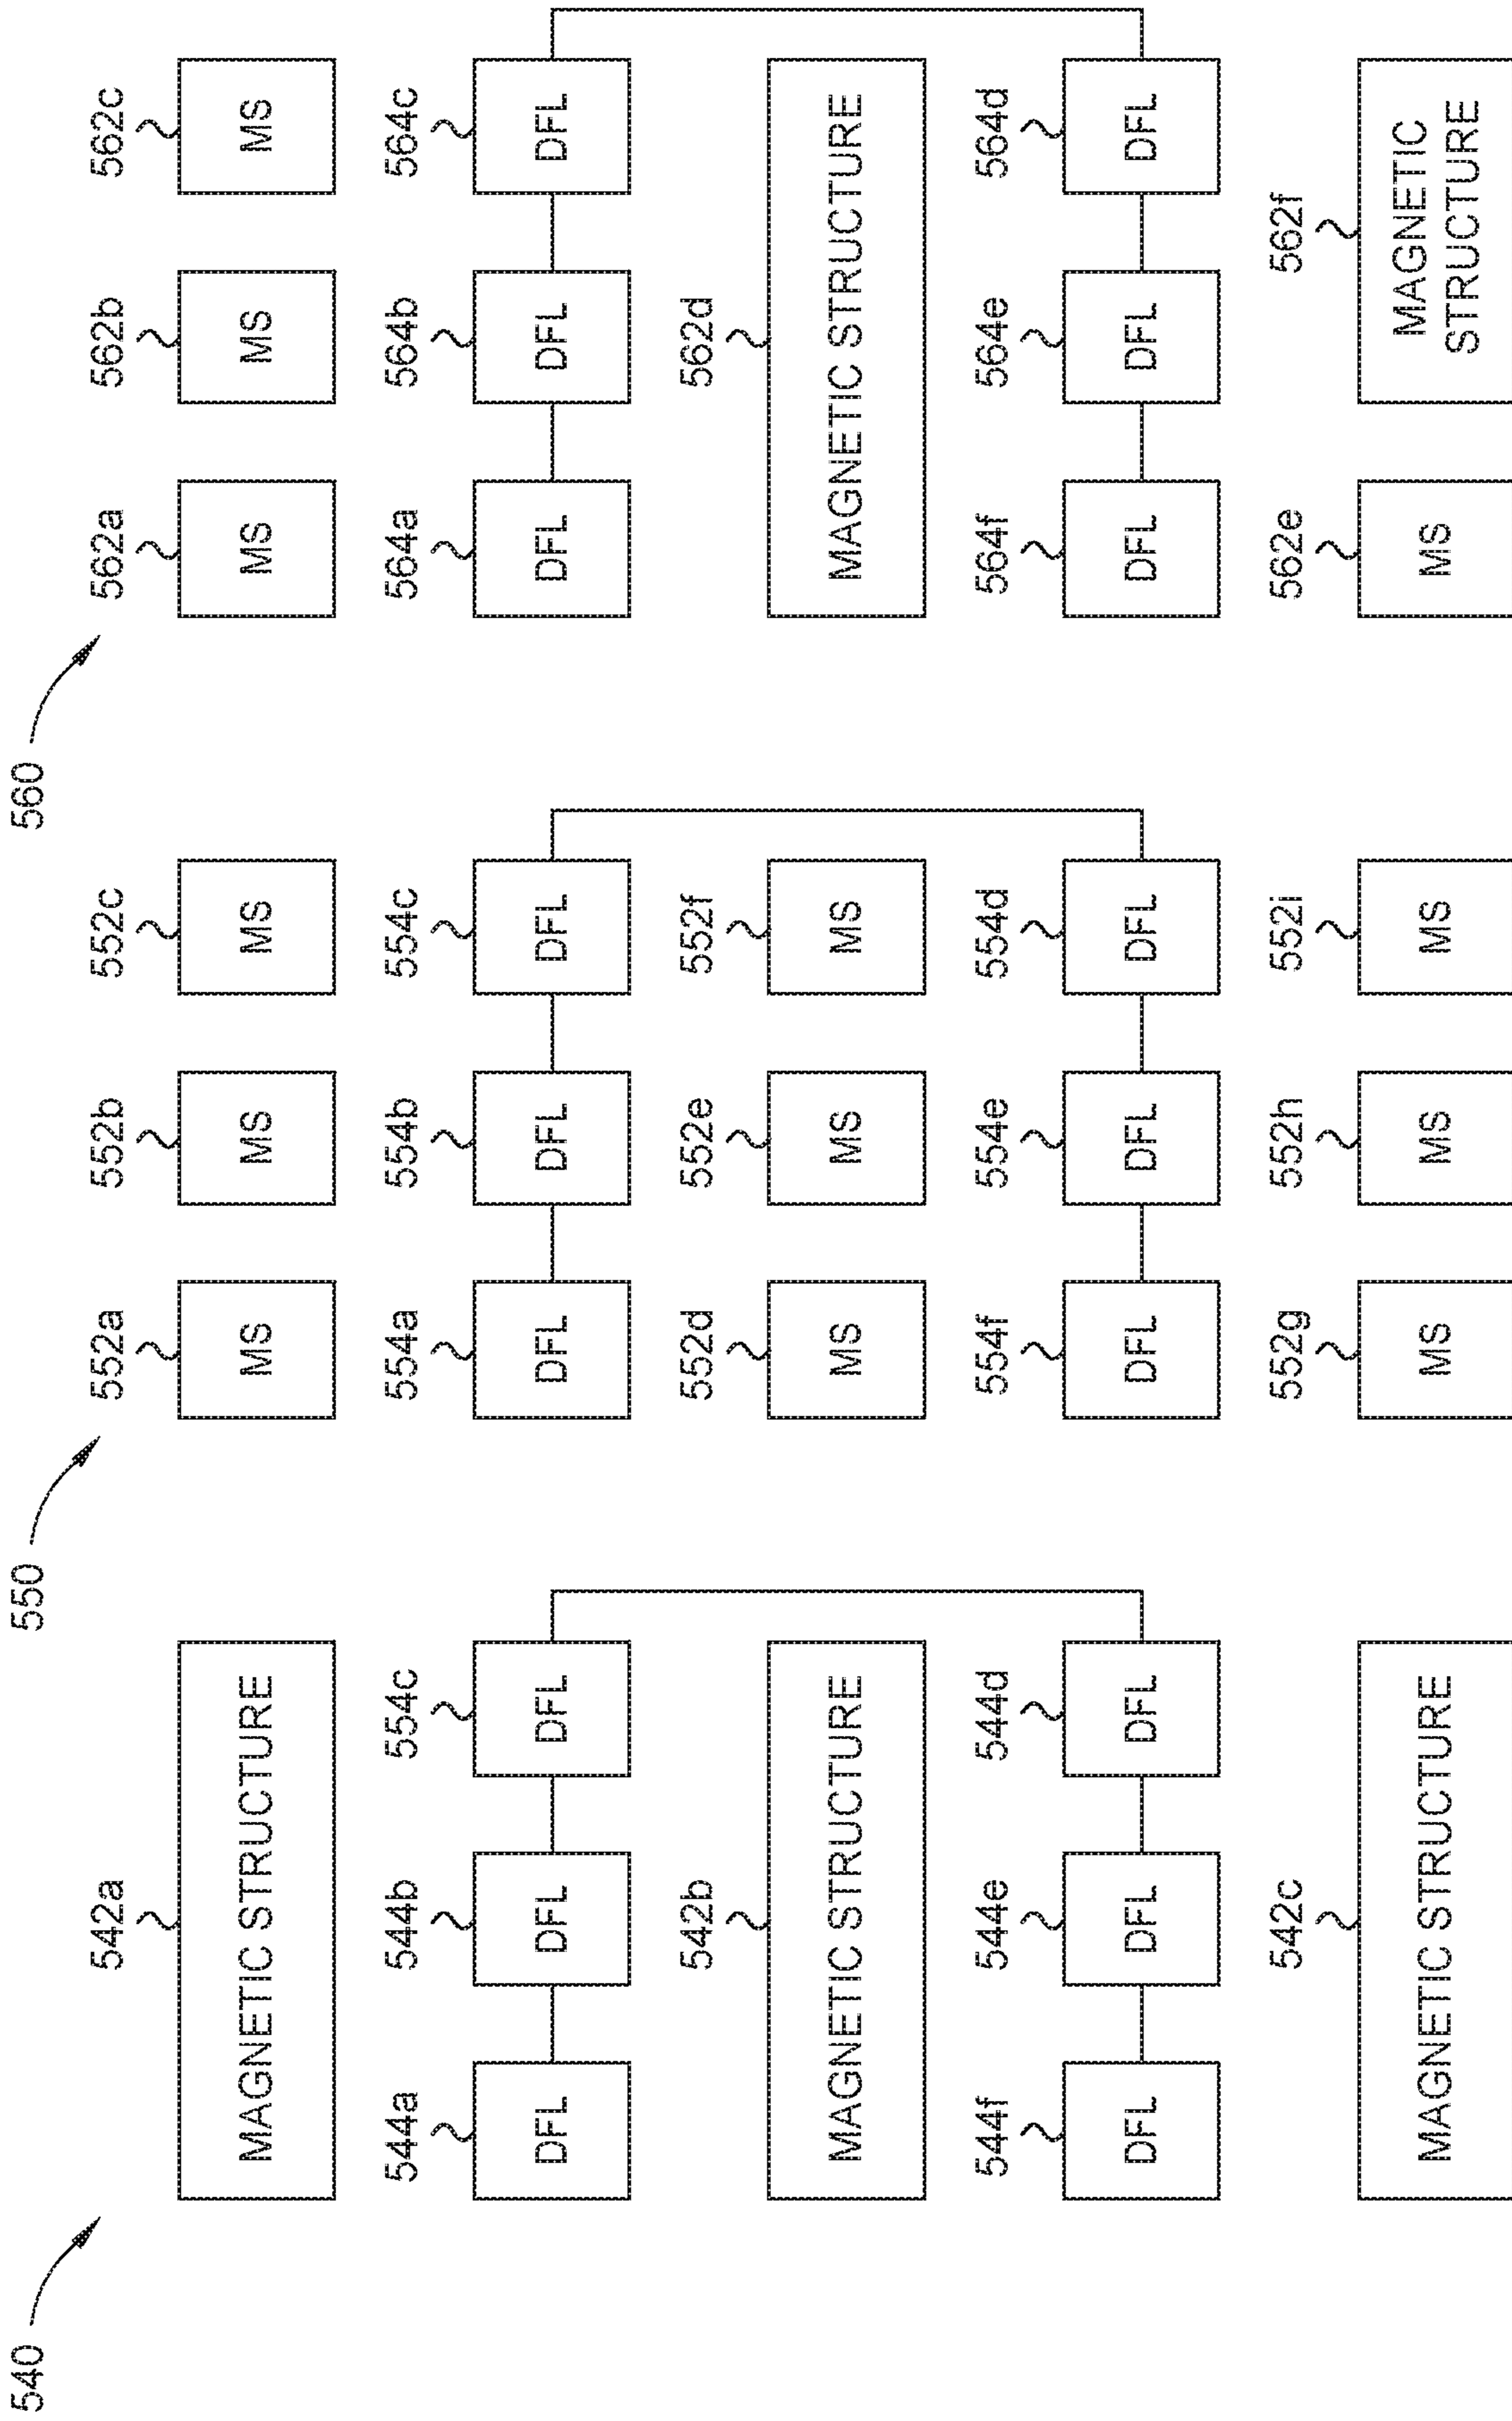 540
542a
MAGNETIC STRUCTURE
544a
544b
554c
DFL
DFL
DFL
542b
MAGNETIC STRUCTURE
544f
544e
544d
DFL
DFL
DFL
542c
MAGNETIC STRUCTURE
550
552a
552b
552c
MS
MS
MS
554a
554b
554c
DFL
DFL
DFL
552d
552e
552f
MS
MS
MS
554f
554e
554d
DFL
DFL
DFL
552g
552h
552i
MS
MS
MS
560
562a
562b
562c
MS
MS
MS
564a
564b
564c
DFL
DFL
DFL
562d
MAGNETIC STRUCTURE
564f
564e
564d
DFL
DFL
DFL
562e
562f
MS
MAGNETIC
STRUCTURE